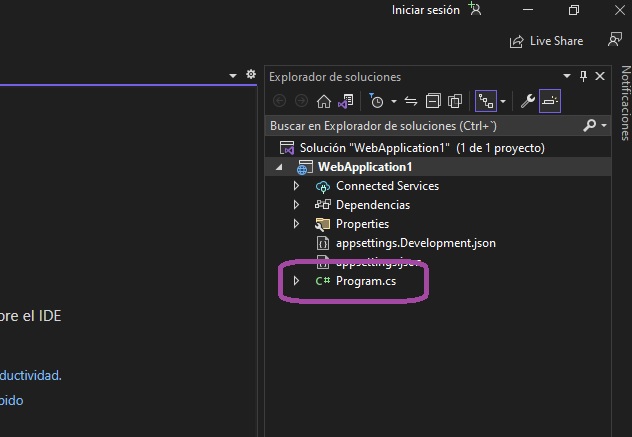 Iniciar sesión
Live Share
Explorador de soluciones
Buscar en Explorador de soluciones (Ctrl+`)
Solución "WebApplication1" (1 de 1 proyecto)
WebApplication1
Connected Services
Dependencias
Properties
appsettings.Development.json
appsettings.json
C# Program.cs
bre el IDE
ductividad.
pido
Notificaciones